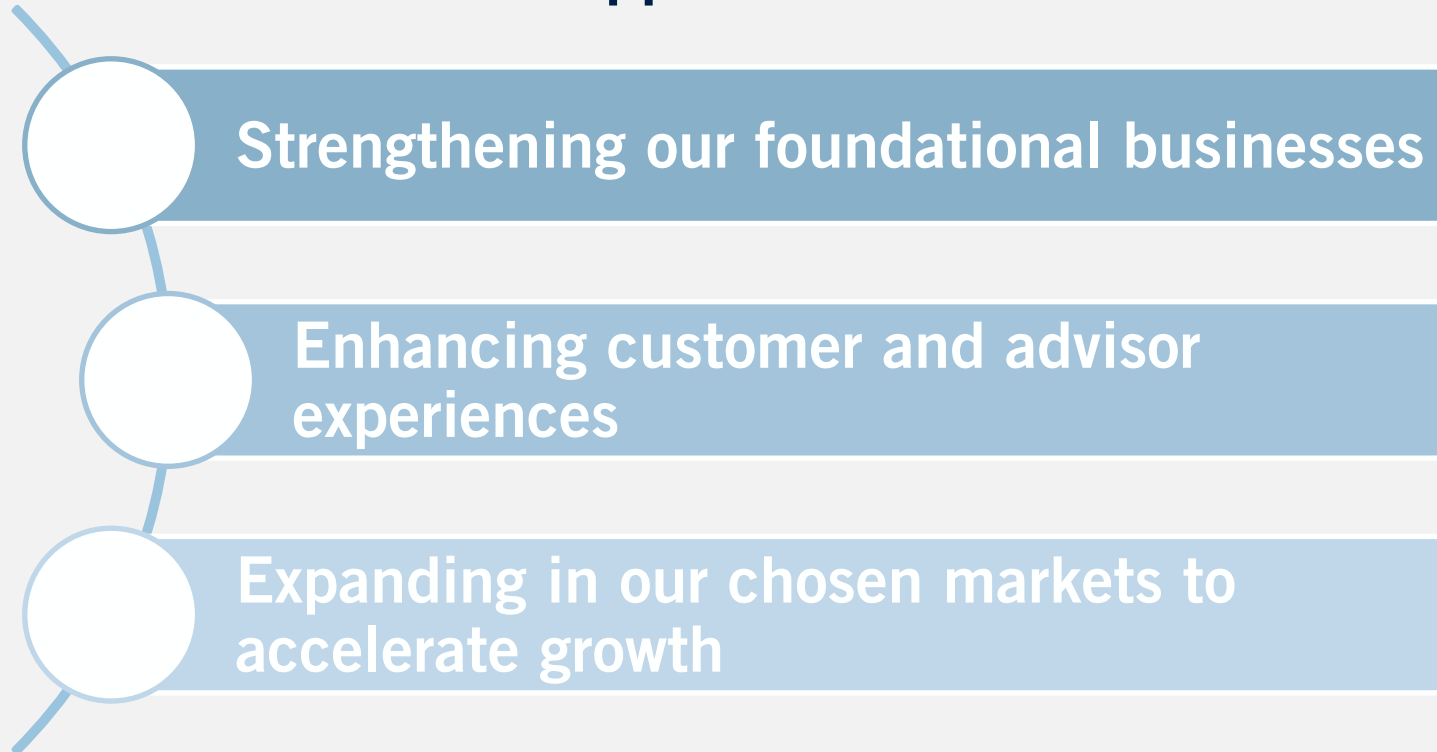 Strengthening our foundational businesses
Enhancing customer and advisor
experiences
Expanding in our chosen markets to
accelerate growth